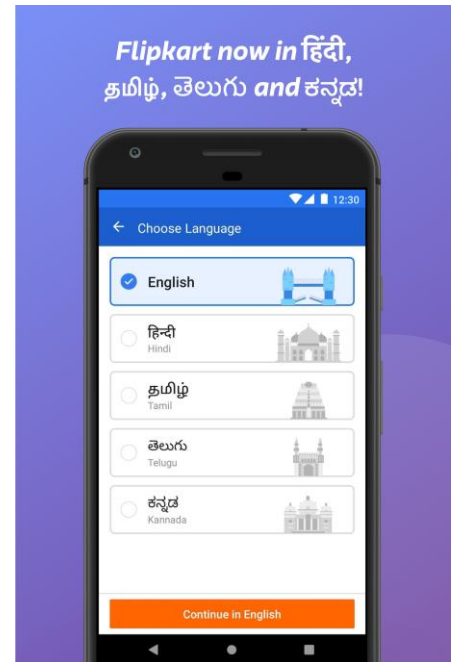 Flipkart now in हिंदी,
தமிழ், తెలుగు and ಕನ್ನಡ!
12:30
Choose Language
English
हिन्दी
Hindi
தமிழ்
Tamil
తెలుగు
Telugu
ಕನ್ನಡ
Kannada
Continue in English